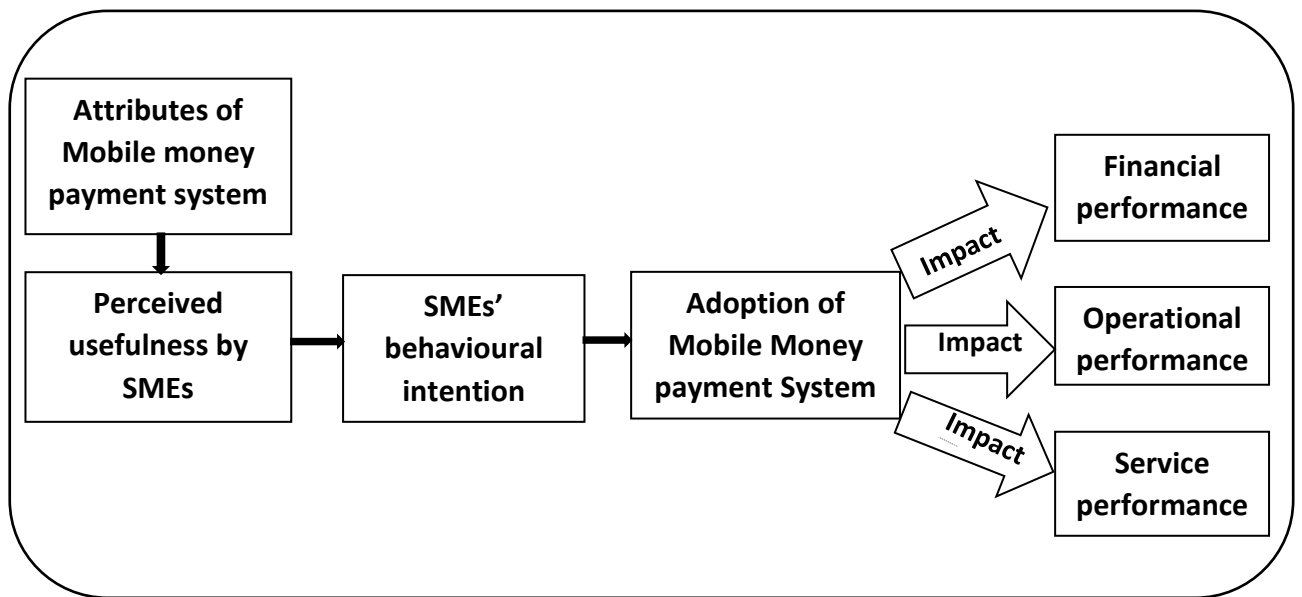 Attributes of
Mobile money
payment system
Perceived
usefulness by
SMEs
SMEs’
behavioural
intention
Adoption of
Mobile Money
payment System
Impact
Impact
Impact
Financial
performance
Operational
performance
Service
performance